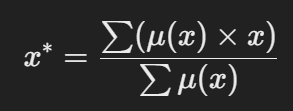 x* = ∑(μ(x) × x) / ∑ μ(x)